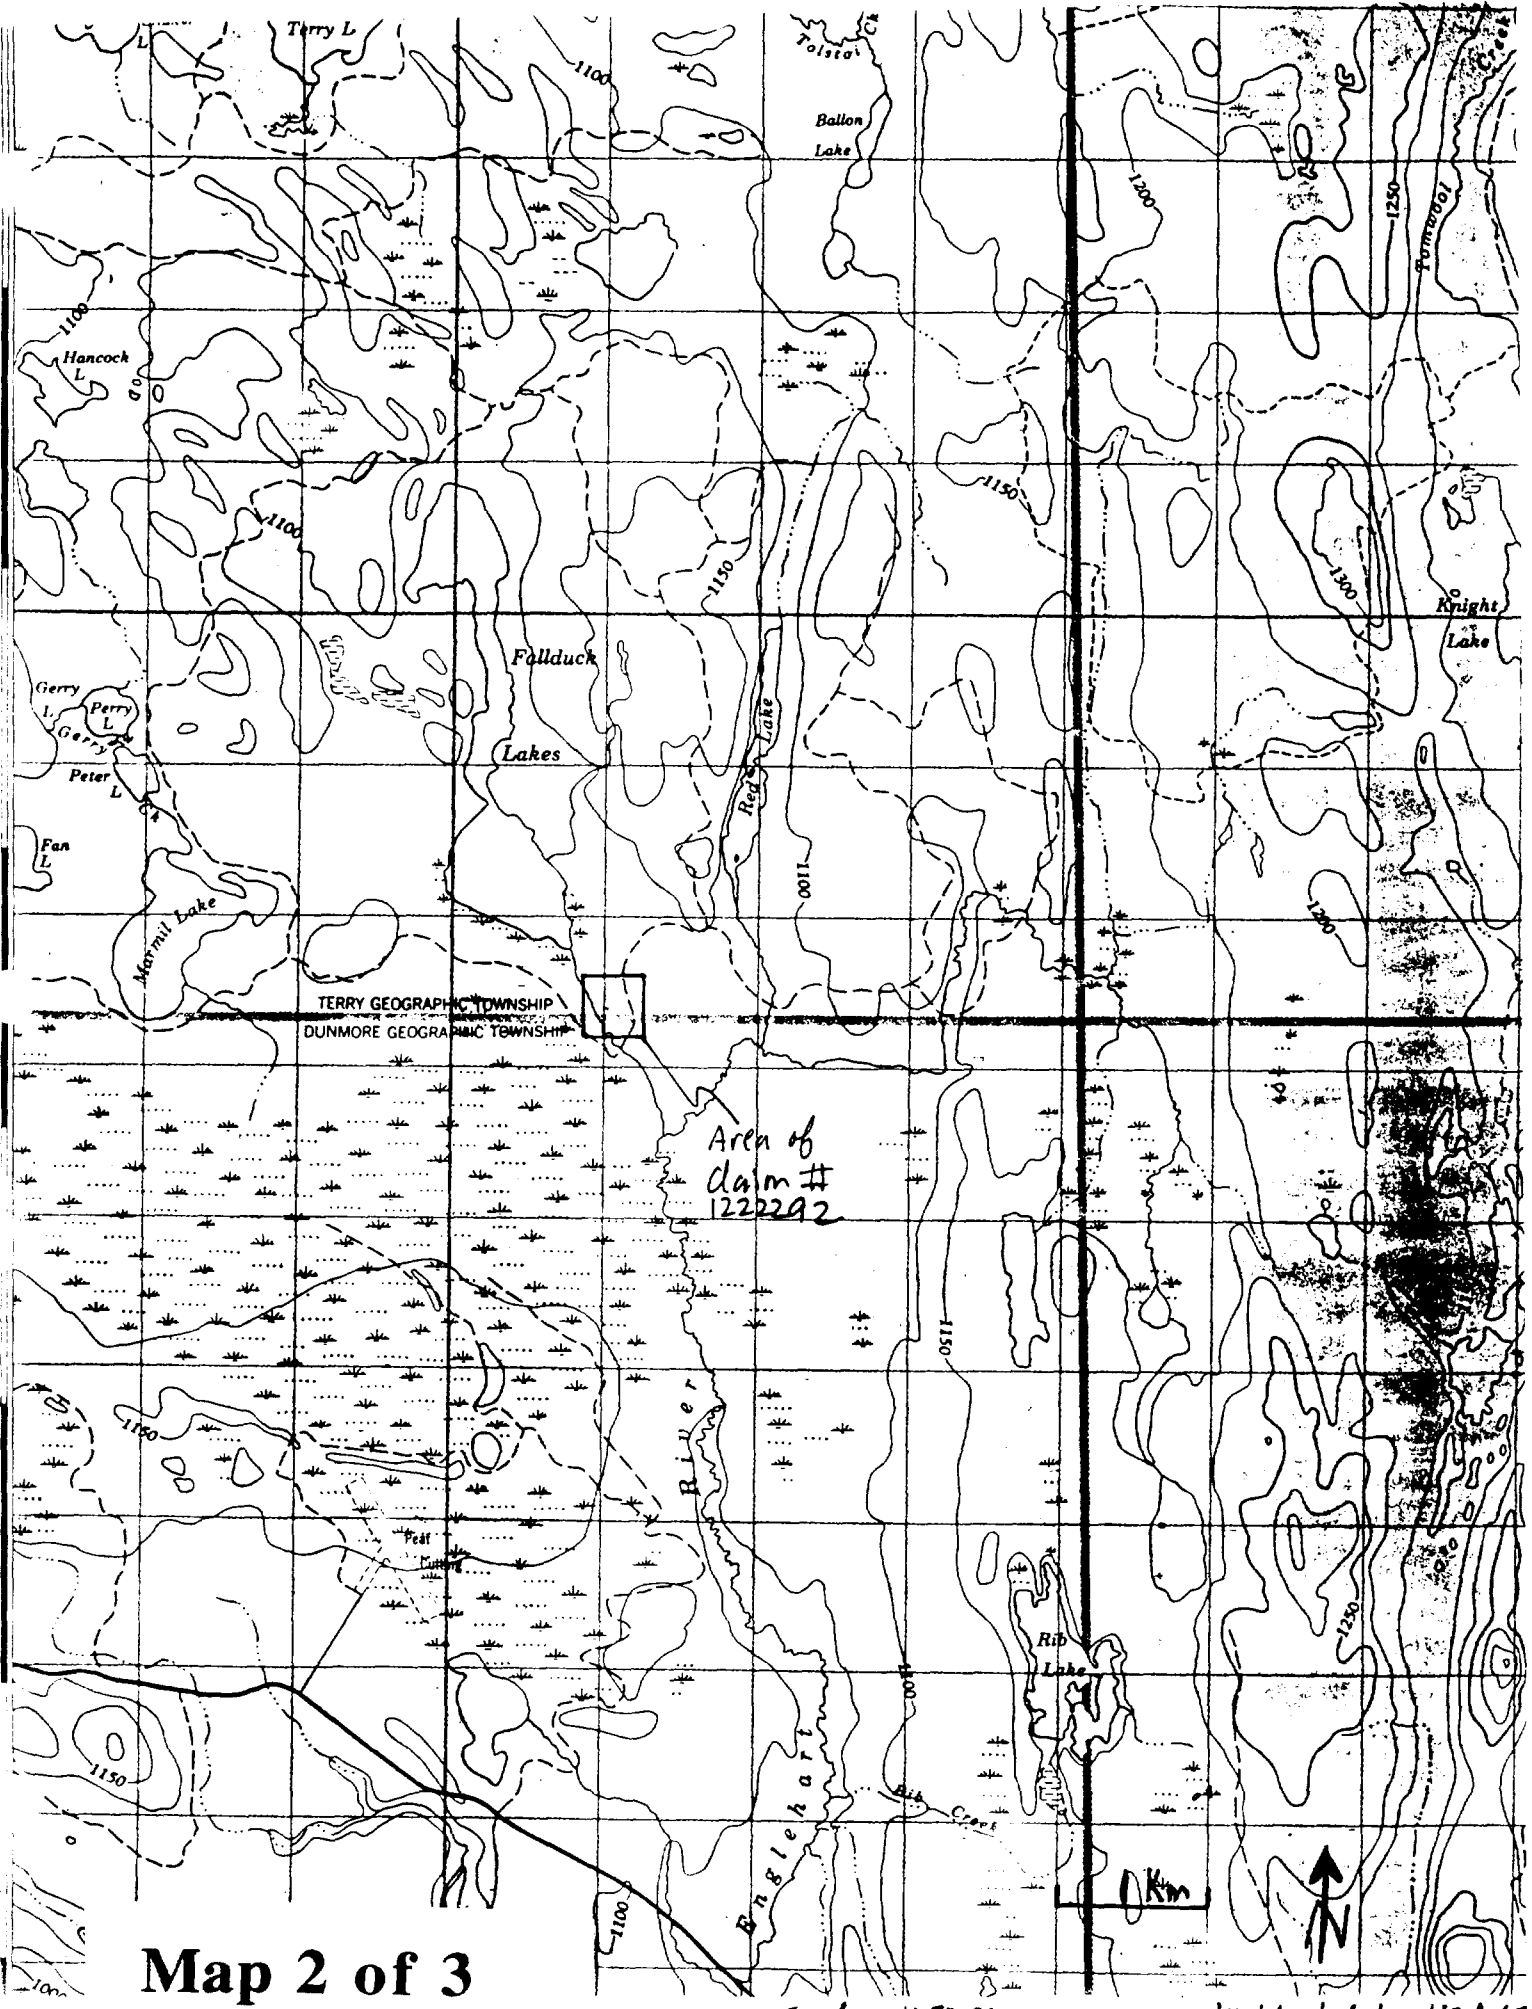 Terry L
Tolstoi Ck
Creek
1100
Ballon
Lake
1200
1250
Tomwool
1100
Hancock
L
1150
1100
1150
1300
Knight
Lake
Fallduck
Gerry
L
Perry
L
Gerry
Red Lake
Lakes
Peter
L
Ck
Fan
L
1100
Marmil Lake
1200
TERRY GEOGRAPHIC TOWNSHIP
DUNMORE GEOGRAPHIC TOWNSHIP
Area of
Claim #
1222292
1150
1150
Peat
Cutting
1250
Rib
Lake
1100
1150
Rib Creek
Englehart River
1 Km
1100
N
Map 2 of 3